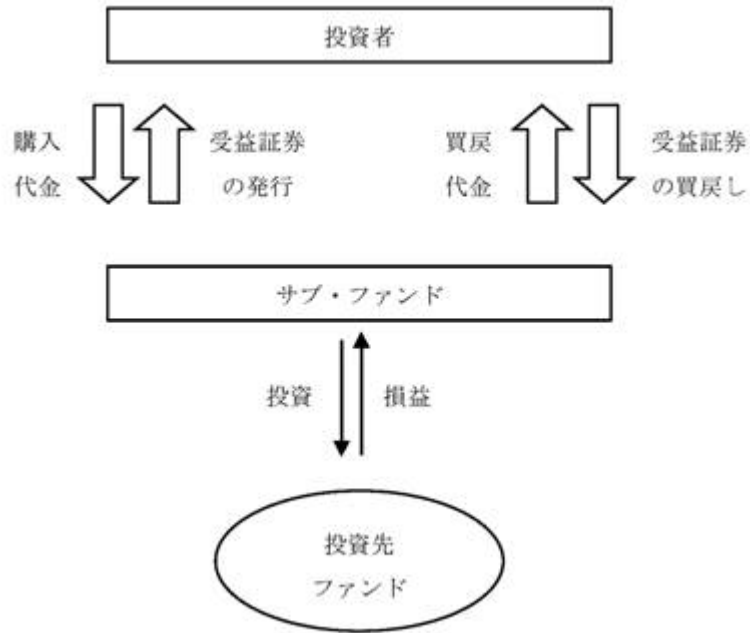 投資者
購入
代金
受益証券
の発行
買戻
代金
受益証券
の買戻し
サブ・ファンド
投資
損益
投資先
ファンド